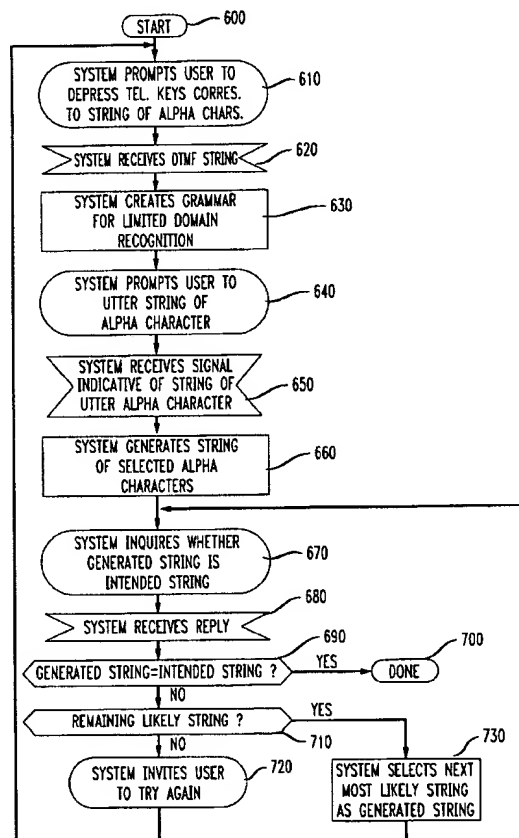 START
600
SYSTEM PROMPTS USER TO
DEPRESS TEL. KEYS CORRES.
TO STRING OF ALPHA CHARS.
610
SYSTEM RECEIVES DTMF STRING
620
SYSTEM CREATES GRAMMAR
FOR LIMITED DOMAIN
RECOGNITION
630
SYSTEM PROMPTS USER TO
UTTER STRING OF
ALPHA CHARACTER
640
SYSTEM RECEIVES SIGNAL
INDICATIVE OF STRING OF
UTTER ALPHA CHARACTER
650
SYSTEM GENERATES STRING
OF SELECTED ALPHA
CHARACTERS
660
SYSTEM INQUIRES WHETHER
GENERATED STRING IS
INTENDED STRING
670
SYSTEM RECEIVES REPLY
680
GENERATED STRING=INTENDED STRING ?
690
YES
DONE
700
NO
REMAINING LIKELY STRING ?
710
YES
NO
SYSTEM INVITES USER
TO TRY AGAIN
720
SYSTEM SELECTS NEXT
MOST LIKELY STRING
AS GENERATED STRING
730